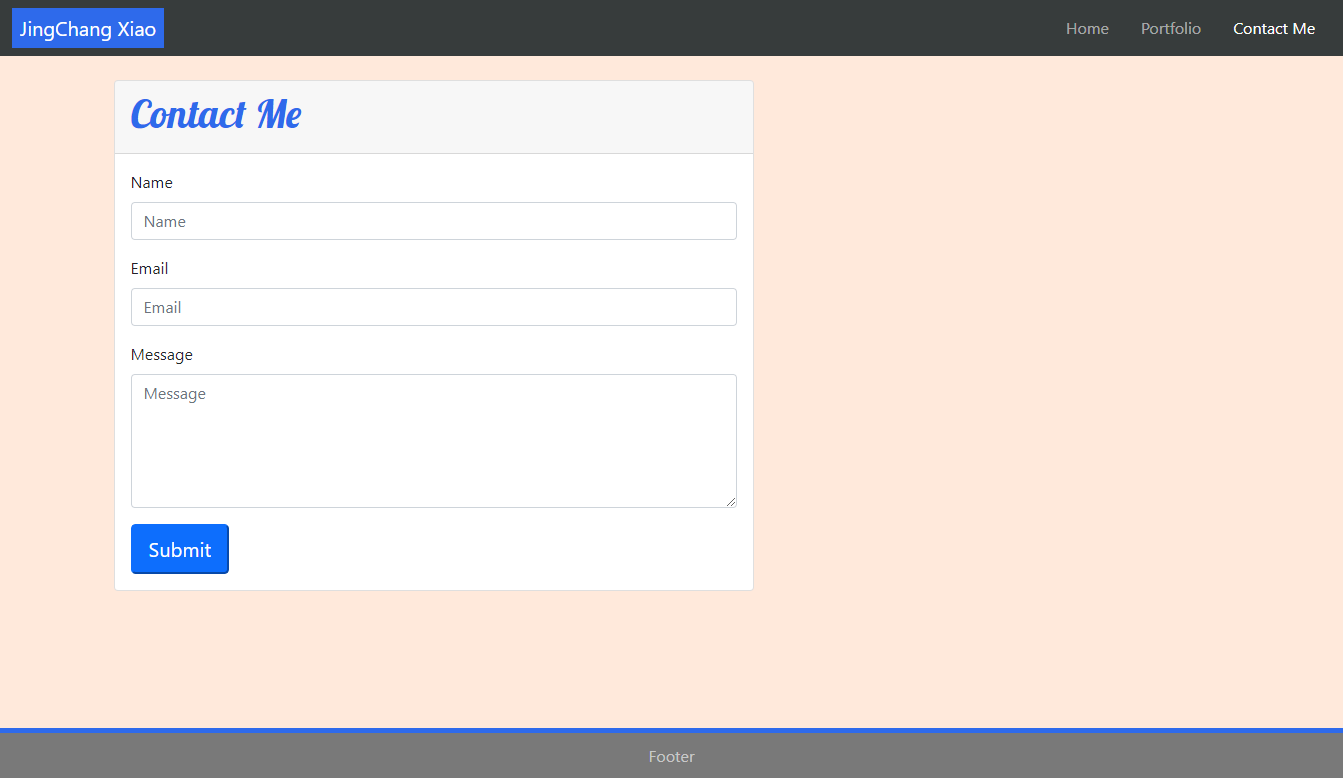 JingChang Xiao
Home Portfolio Contact Me
Contact Me
Name
Name
Email
Email
Message
Message
Submit
Footer